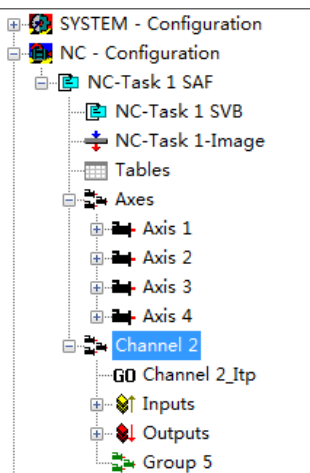 SYSTEM - Configuration
NC - Configuration
NC-Task 1 SAF
NC-Task 1 SVB
NC-Task 1-Image
Tables
Axes
Axis 1
Axis 2
Axis 3
Axis 4
Channel 2
GO Channel 2_Itp
Inputs
Outputs
Group 5